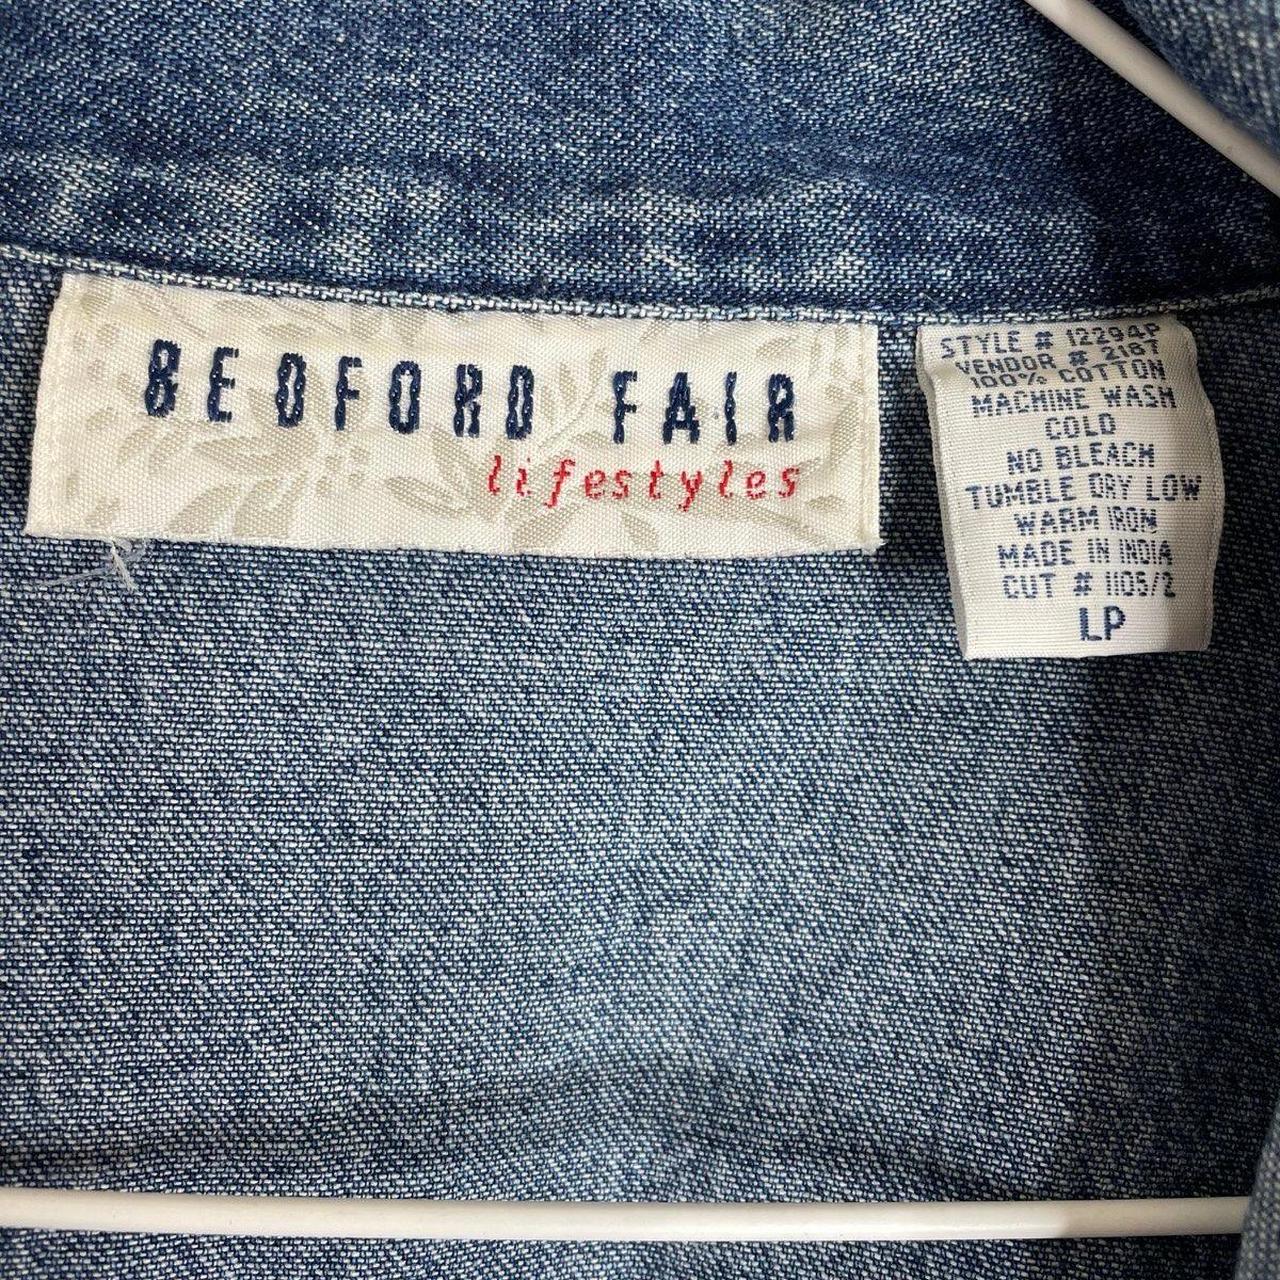 BEDFORD FAIR
lifestyles
STYLE # 12294P
VENDOR # 2167
100% COTTON
MACHINE WASH
COLD
NO BLEACH
TUMBLE DRY LOW
WARM IRON
MADE IN INDIA
CUT # 1105/2
LP